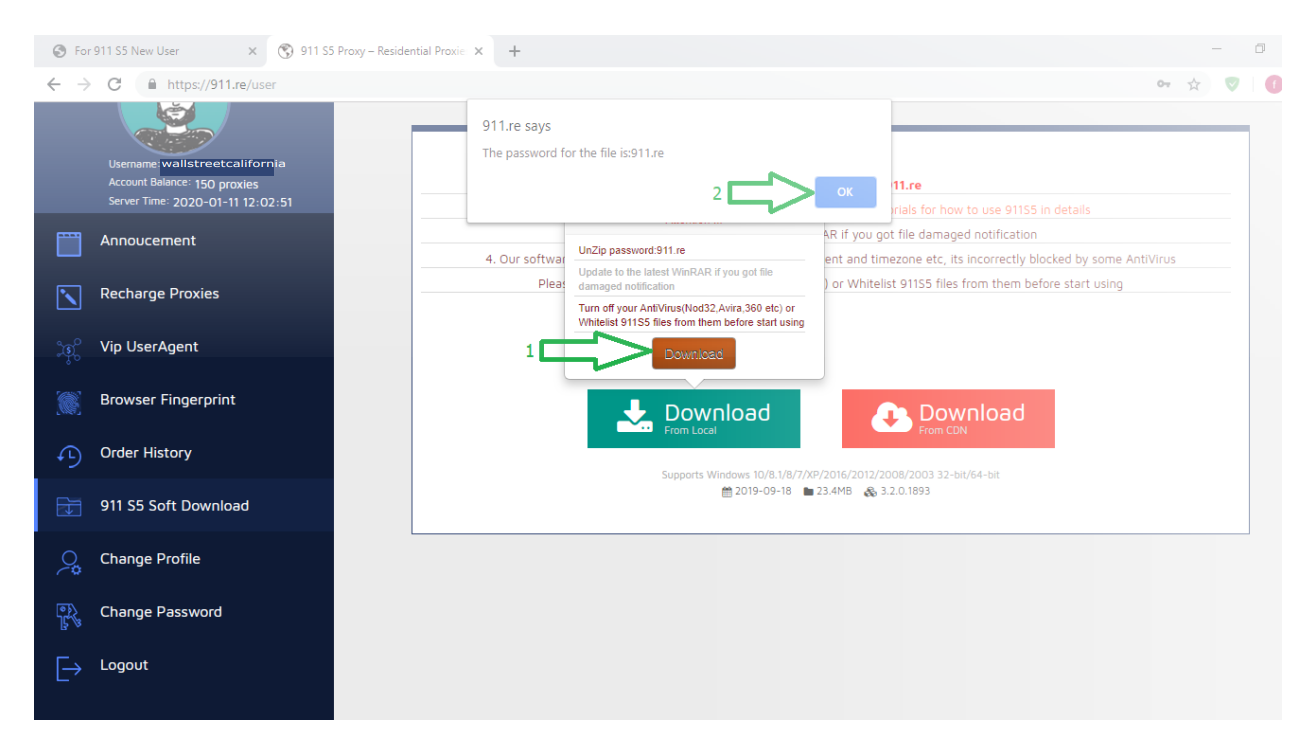 For 911 S5 New User
911 S5 Proxy – Residential Proxie
https://911.re/user
Username: wallstreetcalifornia
Account Balance: 150 proxies
Server Time: 2020-01-11 12:02:51
Annoucement
Recharge Proxies
Vip UserAgent
Browser Fingerprint
Order History
911 S5 Soft Download
Change Profile
Change Password
Logout
911.re says
The password for the file is:911.re
2
OK
11.re
rials for how to use 911S5 in details
AR if you got file damaged notification
4. Our softwar
ent and timezone etc, its incorrectly blocked by some AntiVirus
Pleas
) or Whitelist 911S5 files from them before start using
UnZip password:911.re
Update to the latest WinRAR if you got file
damaged notification
Turn off your AntiVirus(Nod32,Avira,360 etc) or
Whitelist 911S5 files from them before start using
1
Download
Download
From Local
Download
From CDN
Supports Windows 10/8.1/8/7/XP/2016/2012/2008/2003 32-bit/64-bit
2019-09-18 23.4MB 3.2.0.1893